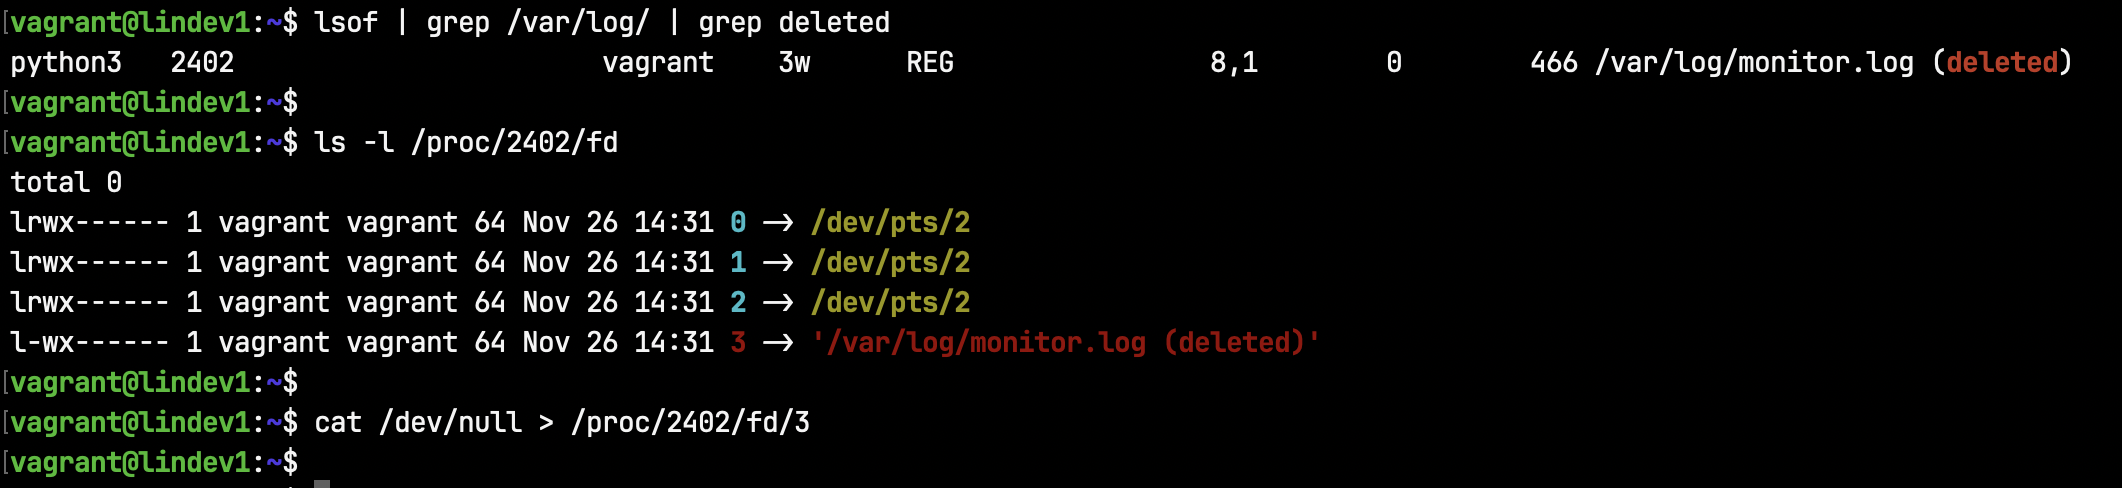 [vagrant@lindev1:~$ lsof | grep /var/log/ | grep deleted
python3   2402                       vagrant    3w      REG                8,1        0        466 /var/log/monitor.log (deleted)
[vagrant@lindev1:~$
[vagrant@lindev1:~$ ls -l /proc/2402/fd
total 0
lrwx------ 1 vagrant vagrant 64 Nov 26 14:31 0 -> /dev/pts/2
lrwx------ 1 vagrant vagrant 64 Nov 26 14:31 1 -> /dev/pts/2
lrwx------ 1 vagrant vagrant 64 Nov 26 14:31 2 -> /dev/pts/2
l-wx------ 1 vagrant vagrant 64 Nov 26 14:31 3 -> '/var/log/monitor.log (deleted)'
[vagrant@lindev1:~$
[vagrant@lindev1:~$ cat /dev/null > /proc/2402/fd/3
[vagrant@lindev1:~$